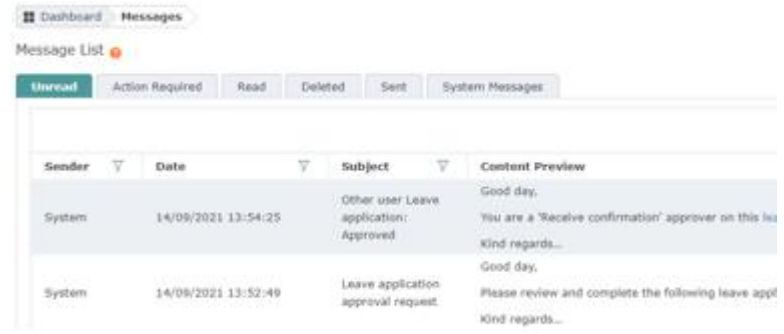 Dashboard Messages
Message List
Unread Action Required Read Deleted Sent System Messages
Sender Date Subject Content Preview
Good day,
Other user Leave
System 14/09/2021 13:54:25 application: You are a 'Receive confirmation' approver on this
Approved
Kind regards...
Good day,
Leave application
System 14/09/2021 13:52:49 approval request Please review and complete the following leave
Kind regards...